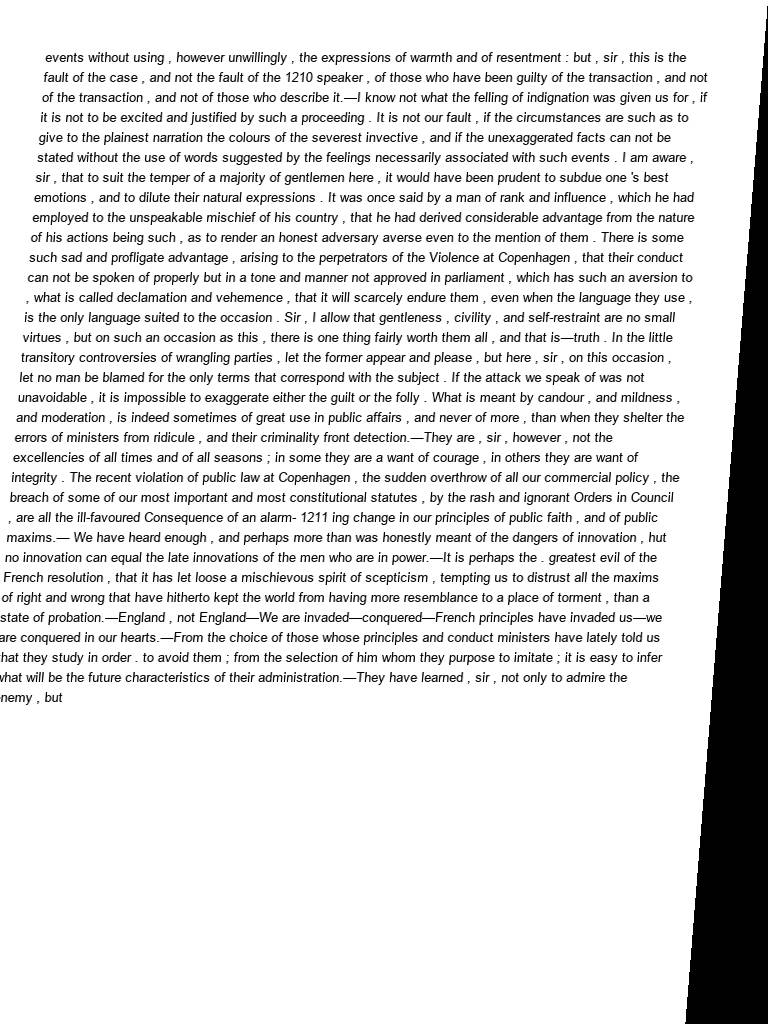 events without using , however unwillingly , the expressions of warmth and of resentment : but , sir , this is the
fault of the case , and not the fault of the 1210 speaker , of those who have been guilty of the transaction , and not
of the transaction , and not of those who describe it.—I know not what the felling of indignation was given us for , if
it is not to be excited and justified by such a proceeding . It is not our fault , if the circumstances are such as to
give to the plainest narration the colours of the severest invective , and if the unexaggerated facts can not be
stated without the use of words suggested by the feelings necessarily associated with such events . I am aware ,
sir , that to suit the temper of a majority of gentlemen here , it would have been prudent to subdue one 's best
emotions , and to dilute their natural expressions . It was once said by a man of rank and influence , which he had
employed to the unspeakable mischief of his country , that he had derived considerable advantage from the nature
of his actions being such , as to render an honest adversary averse even to the mention of them . There is some
such sad and profligate advantage , arising to the perpetrators of the Violence at Copenhagen , that their conduct
can not be spoken of properly but in a tone and manner not approved in parliament , which has such an aversion to
, what is called declamation and vehemence , that it will scarcely endure them , even when the language they use ,
is the only language suited to the occasion . Sir , I allow that gentleness , civility , and self-restraint are no small
virtues , but on such an occasion as this , there is one thing fairly worth them all , and that is—truth . In the little
transitory controversies of wrangling parties , let the former appear and please , but here , sir , on this occasion ,
let no man be blamed for the only terms that correspond with the subject . If the attack we speak of was not
unavoidable , it is impossible to exaggerate either the guilt or the folly . What is meant by candour , and mildness ,
and moderation , is indeed sometimes of great use in public affairs , and never of more , than when they shelter the
errors of ministers from ridicule , and their criminality front detection.—They are , sir , however , not the
excellencies of all times and of all seasons ; in some they are a want of courage , in others they are want of
integrity . The recent violation of public law at Copenhagen , the sudden overthrow of all our commercial policy , the
breach of some of our most important and most constitutional statutes , by the rash and ignorant Orders in Council
, are all the ill-favoured Consequence of an alarm- 1211 ing change in our principles of public faith , and of public
maxims.— We have heard enough , and perhaps more than was honestly meant of the dangers of innovation , hut
no innovation can equal the late innovations of the men who are in power.—It is perhaps the . greatest evil of the
French resolution , that it has let loose a mischievous spirit of scepticism , tempting us to distrust all the maxims
of right and wrong that have hitherto kept the world from having more resemblance to a place of torment , than a
state of probation.—England , not England—We are invaded—conquered—French principles have invaded us—we
are conquered in our hearts.—From the choice of those whose principles and conduct ministers have lately told us
that they study in order . to avoid them ; from the selection of him whom they purpose to imitate ; it is easy to infer
what will be the future characteristics of their administration.—They have learned , sir , not only to admire the
enemy , but